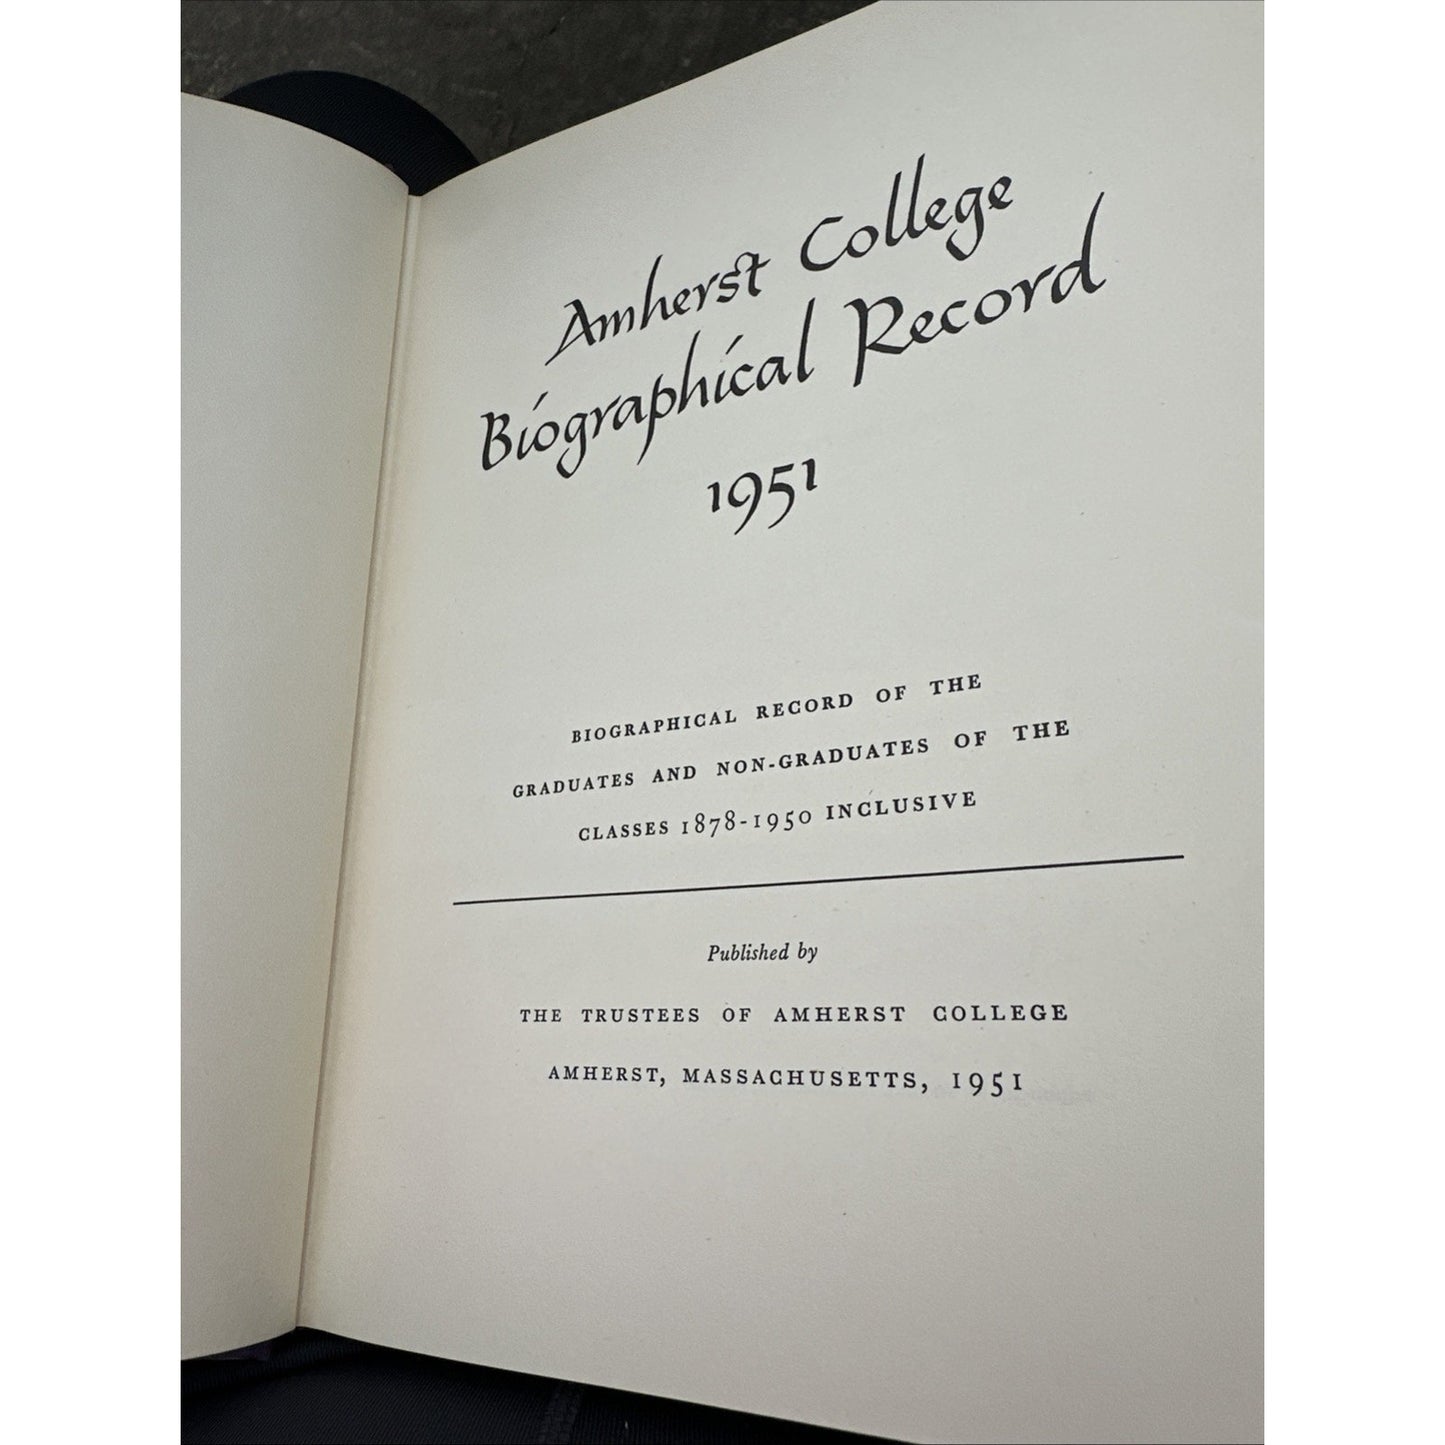 Amherst College
Biographical Record
1951
BIOGRAPHICAL RECORD OF THE
GRADUATES AND NON-GRADUATES OF THE
CLASSES 1878-1950 INCLUSIVE
Published by
THE TRUSTEES OF AMHERST COLLEGE
AMHERST, MASSACHUSETTS, 1951